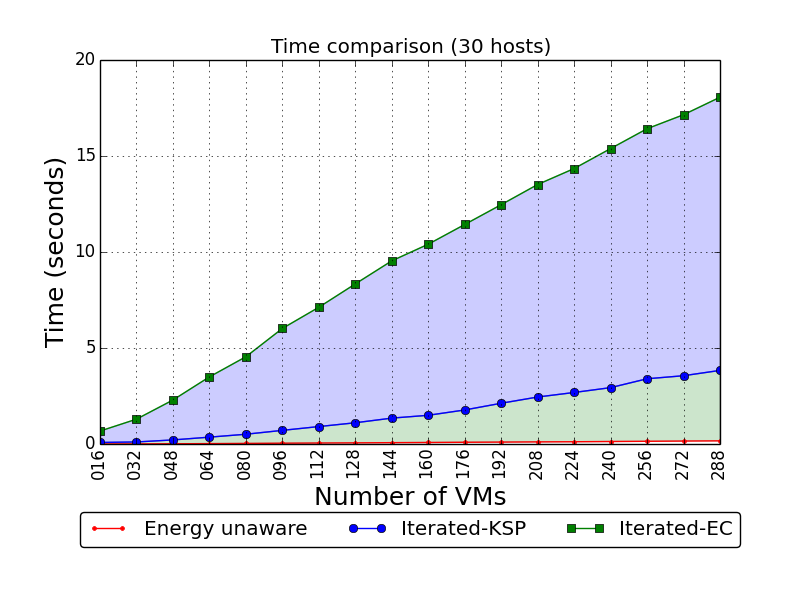 Time comparison (30 hosts)
20
15
10
5
0
Time (seconds)
016 032 048 064 080 096 112 128 144 160 176 192 208 224 240 256 272 288
Number of VMs
Energy unaware Iterated-KSP Iterated-EC